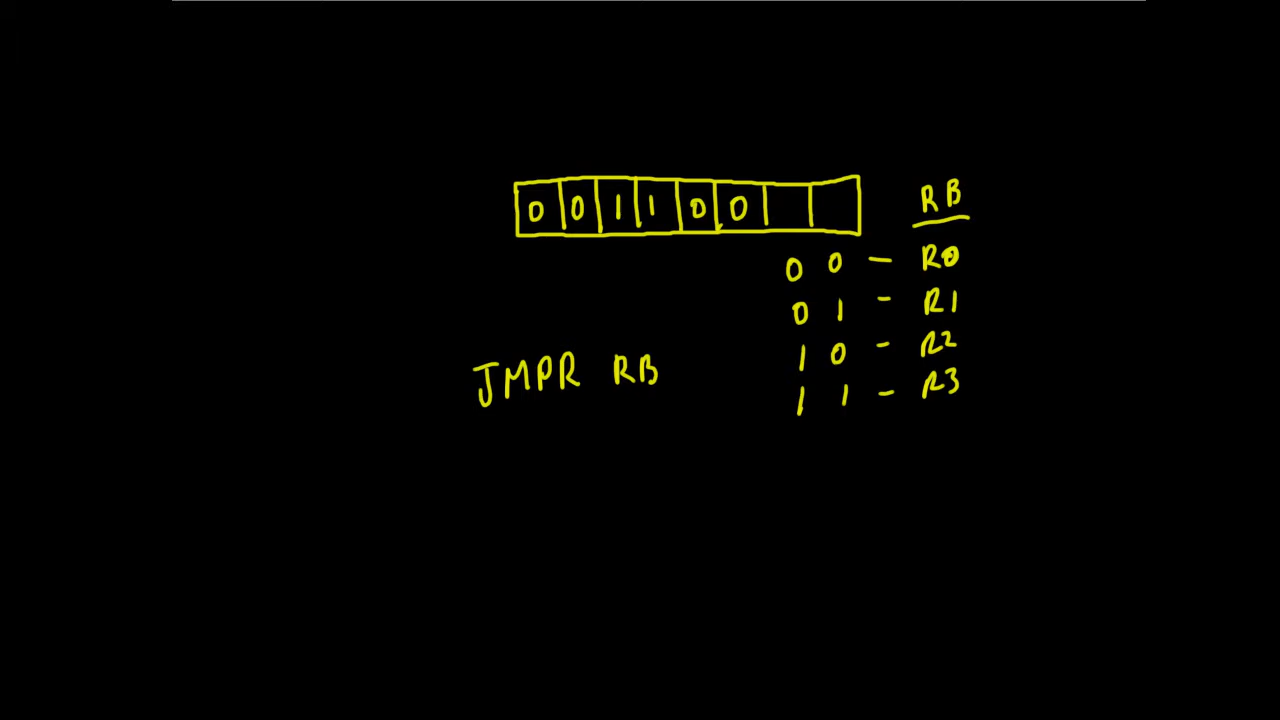 0 0 1 1 0 0
RB
0 0 - R0
0 1 - R1
1 0 - R2
1 1 - R3
JMPR RB